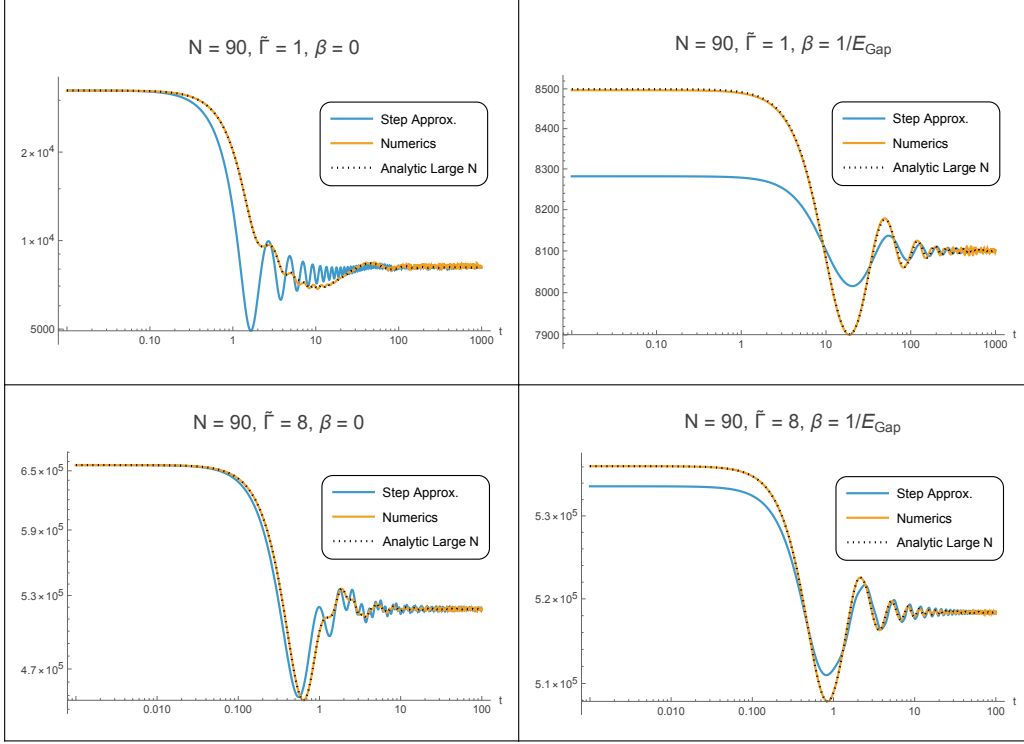 N = 90, Γ̃ = 1, β = 0
2×10⁴
1×10⁴
5000
0.10 1 10 100 1000
t
Step Approx.
Numerics
Analytic Large N
N = 90, Γ̃ = 1, β = 1/E_Gap
8500
8400
8300
8200
8100
8000
7900
0.10 1 10 100 1000
t
Step Approx.
Numerics
Analytic Large N
N = 90, Γ̃ = 8, β = 0
6.5×10⁵
5.9×10⁵
5.3×10⁵
4.7×10⁵
0.010 0.100 1 10 100
t
Step Approx.
Numerics
Analytic Large N
N = 90, Γ̃ = 8, β = 1/E_Gap
5.3×10⁵
5.2×10⁵
5.1×10⁵
0.010 0.100 1 10 100
t
Step Approx.
Numerics
Analytic Large N